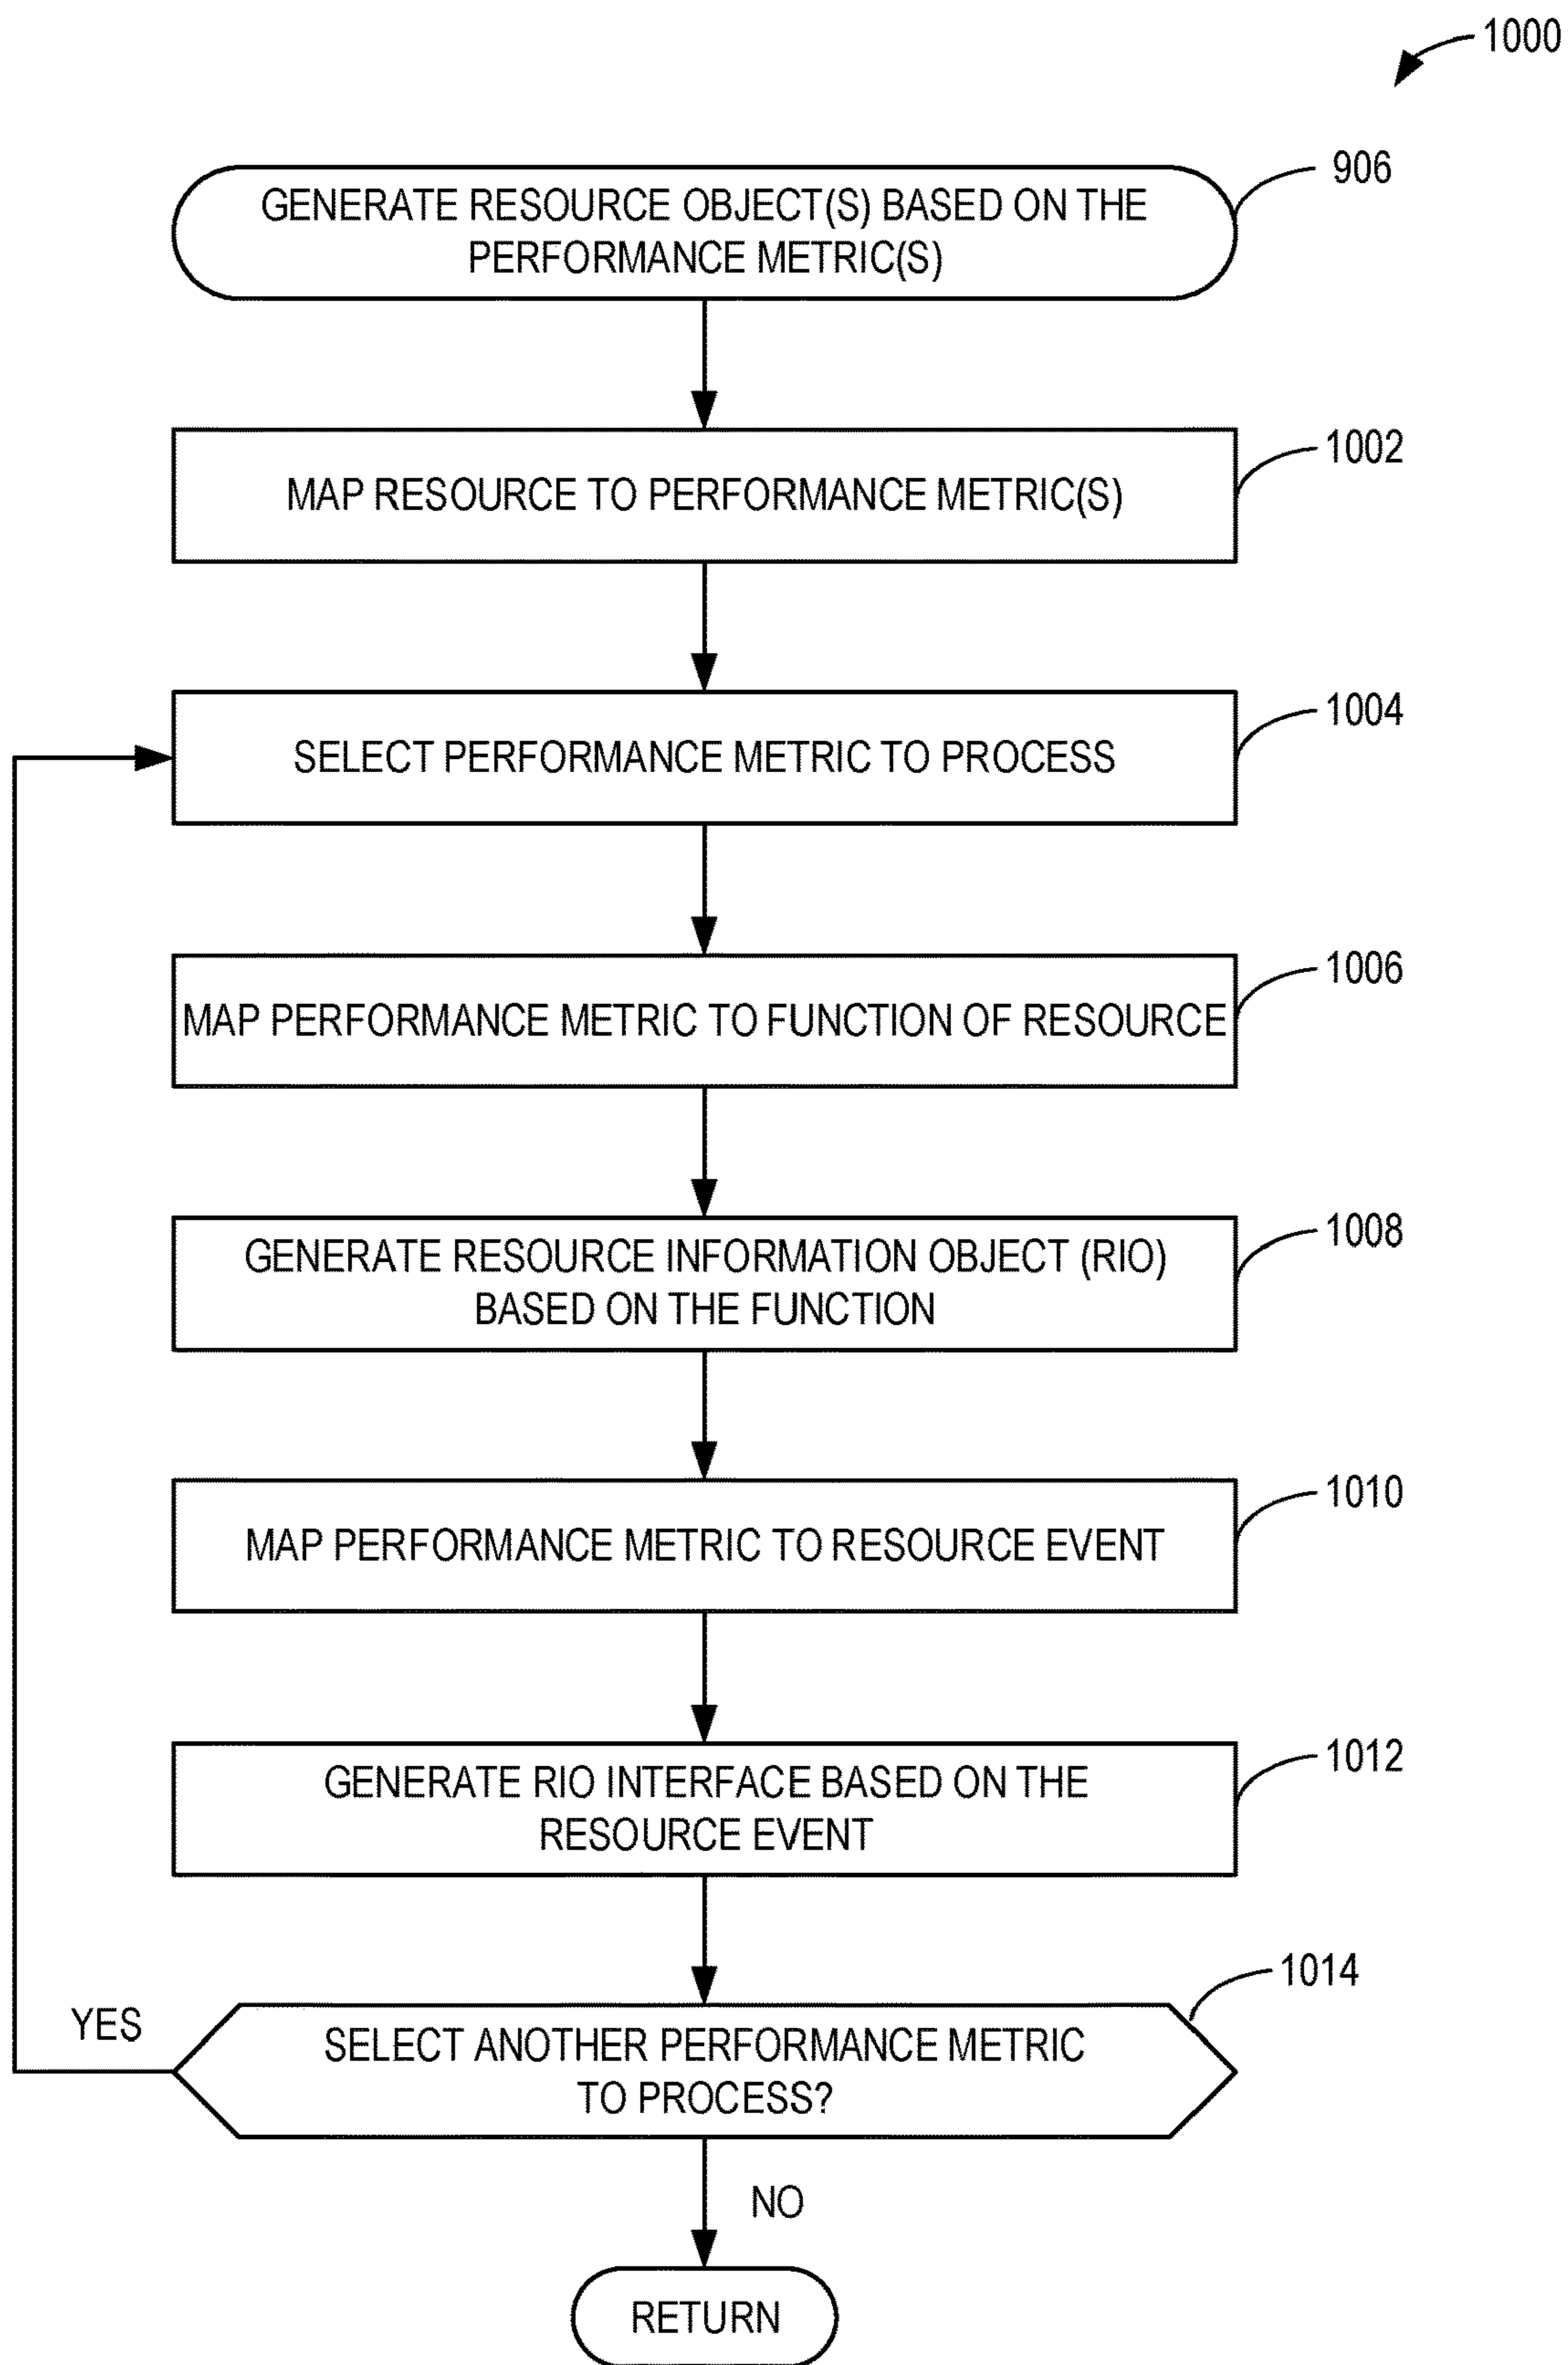 1000
906
GENERATE RESOURCE OBJECT(S) BASED ON THE
PERFORMANCE METRIC(S)
1002
MAP RESOURCE TO PERFORMANCE METRIC(S)
1004
SELECT PERFORMANCE METRIC TO PROCESS
1006
MAP PERFORMANCE METRIC TO FUNCTION OF RESOURCE
1008
GENERATE RESOURCE INFORMATION OBJECT (RIO)
BASED ON THE FUNCTION
1010
MAP PERFORMANCE METRIC TO RESOURCE EVENT
1012
GENERATE RIO INTERFACE BASED ON THE
RESOURCE EVENT
1014
YES
SELECT ANOTHER PERFORMANCE METRIC
TO PROCESS?
NO
RETURN